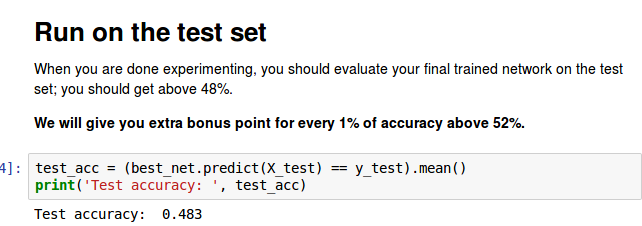 Run on the test set
When you are done experimenting, you should evaluate your final trained network on the test
set; you should get above 48%.
We will give you extra bonus point for every 1% of accuracy above 52%.
4]: test_acc = (best_net.predict(X_test) == y_test).mean()
print('Test accuracy: ', test_acc)
Test accuracy:  0.483